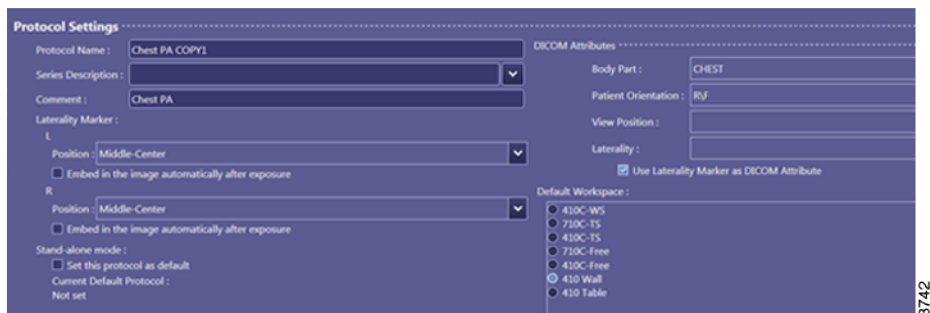 Protocol Settings
Protocol Name : Chest PA COPY1
Series Description :
Comment : Chest PA
Laterality Marker :
L
Position : Middle-Center
Embed in the image automatically after exposure
R
Position : Middle-Center
Embed in the image automatically after exposure
Stand-alone mode :
Set this protocol as default
Current Default Protocol :
Not set
DICOM Attributes
Body Part : CHEST
Patient Orientation : R\F
View Position :
Laterality :
Use Laterality Marker as DICOM Attribute
Default Workspace :
410C-WS
710C-TS
410C-TS
710C-Free
410C-Free
410 Wall
410 Table